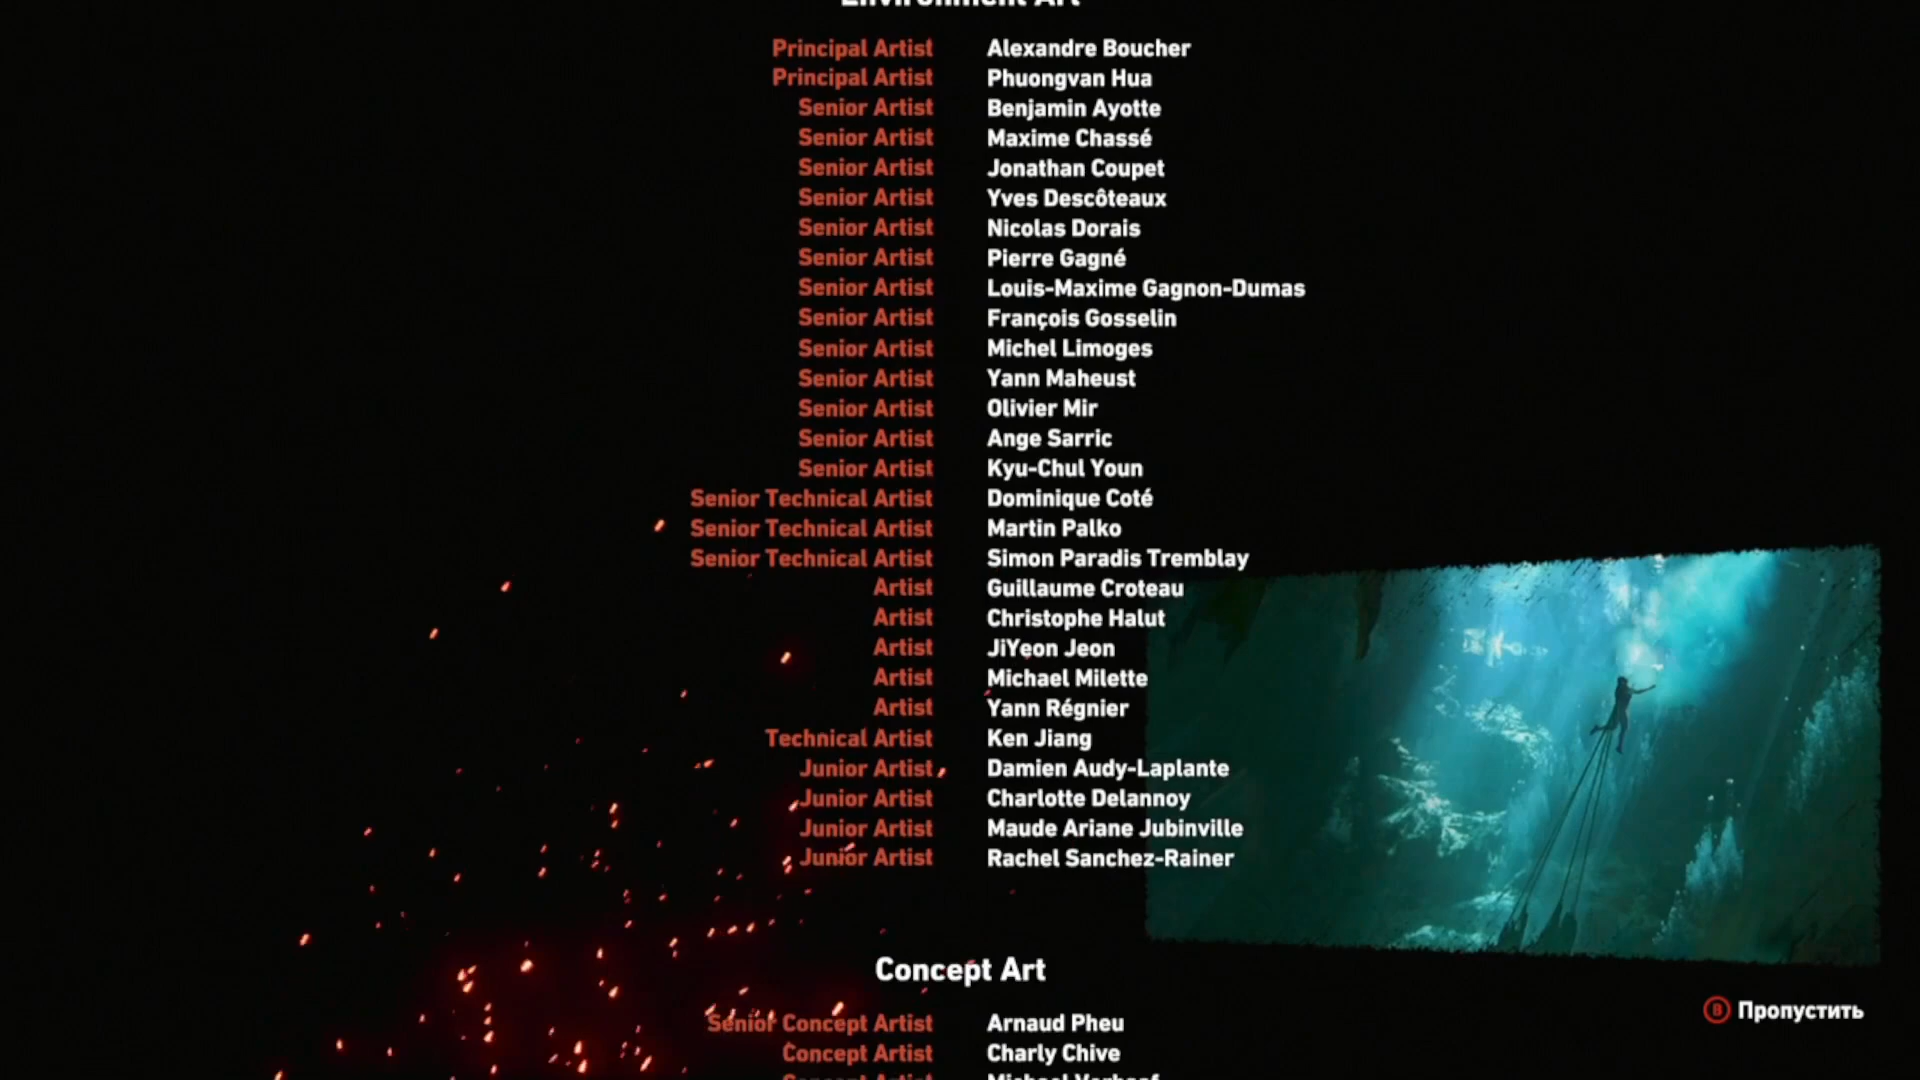 Environment Art
Principal Artist Alexandre Boucher
Principal Artist Phuongvan Hua
Senior Artist Benjamin Ayotte
Senior Artist Maxime Chassé
Senior Artist Jonathan Coupet
Senior Artist Yves Descôteaux
Senior Artist Nicolas Dorais
Senior Artist Pierre Gagné
Senior Artist Louis-Maxime Gagnon-Dumas
Senior Artist François Gosselin
Senior Artist Michel Limoges
Senior Artist Yann Maheust
Senior Artist Olivier Mir
Senior Artist Ange Sarric
Senior Artist Kyu-Chul Youn
Senior Technical Artist Dominique Coté
Senior Technical Artist Martin Palko
Senior Technical Artist Simon Paradis Tremblay
Artist Guillaume Croteau
Artist Christophe Halut
Artist JiYeon Jeon
Artist Michael Milette
Artist Yann Régnier
Technical Artist Ken Jiang
Junior Artist Damien Audy-Laplante
Junior Artist Charlotte Delannoy
Junior Artist Maude Ariane Jubinville
Junior Artist Rachel Sanchez-Rainer
Concept Art
Senior Concept Artist Arnaud Pheu
Concept Artist Charly Chive
Concept Artist Michael
B Пропустить